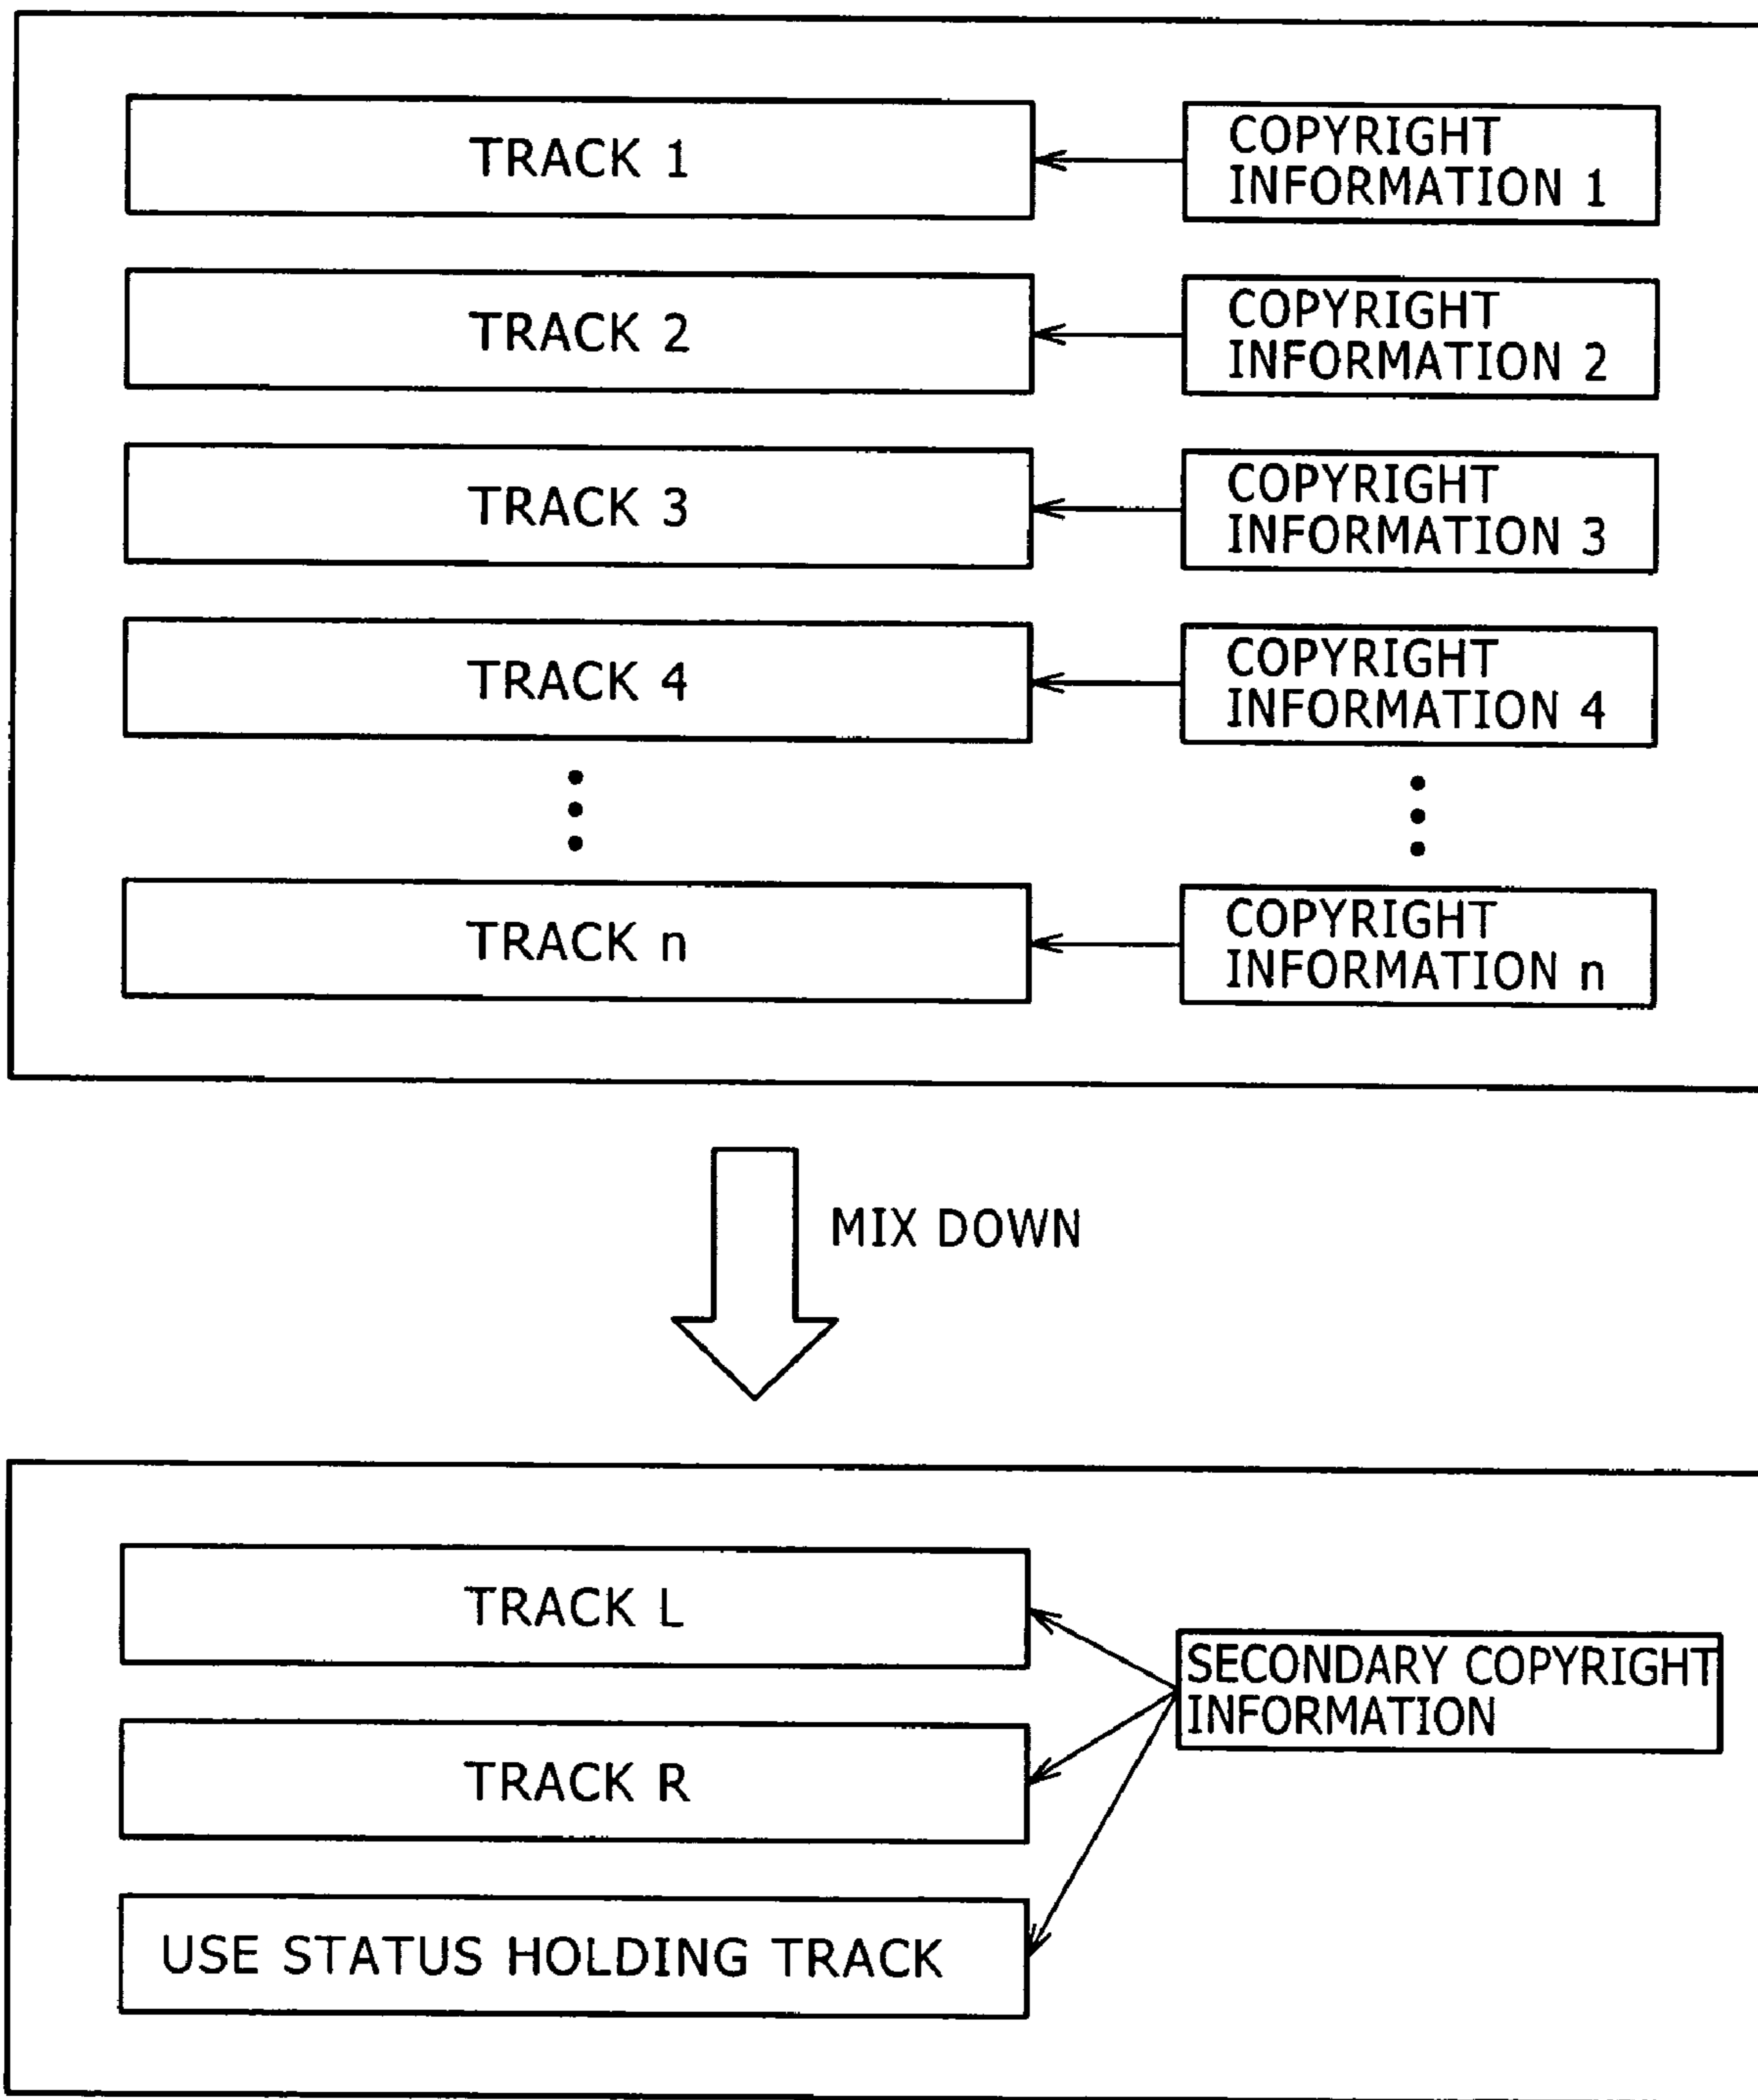 TRACK 1
COPYRIGHT
INFORMATION 1
TRACK 2
COPYRIGHT
INFORMATION 2
TRACK 3
COPYRIGHT
INFORMATION 3
TRACK 4
COPYRIGHT
INFORMATION 4
TRACK n
COPYRIGHT
INFORMATION n
MIX DOWN
TRACK L
SECONDARY COPYRIGHT
INFORMATION
TRACK R
USE STATUS HOLDING TRACK